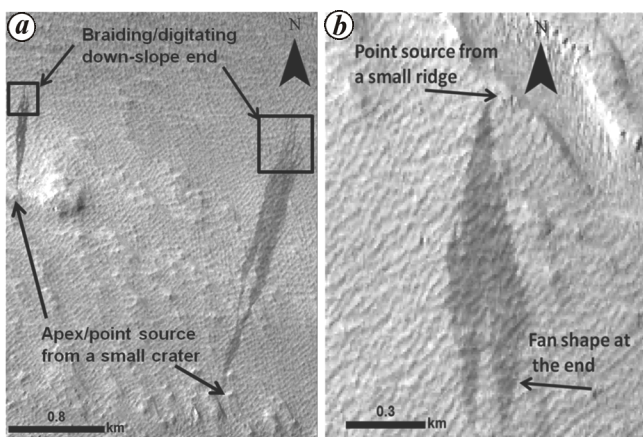 a
N
Braiding/digitating
down-slope end
Apex/point source
from a small crater
0.8
km
b
N
Point source from
a small ridge
Fan shape at
the end
0.3
km